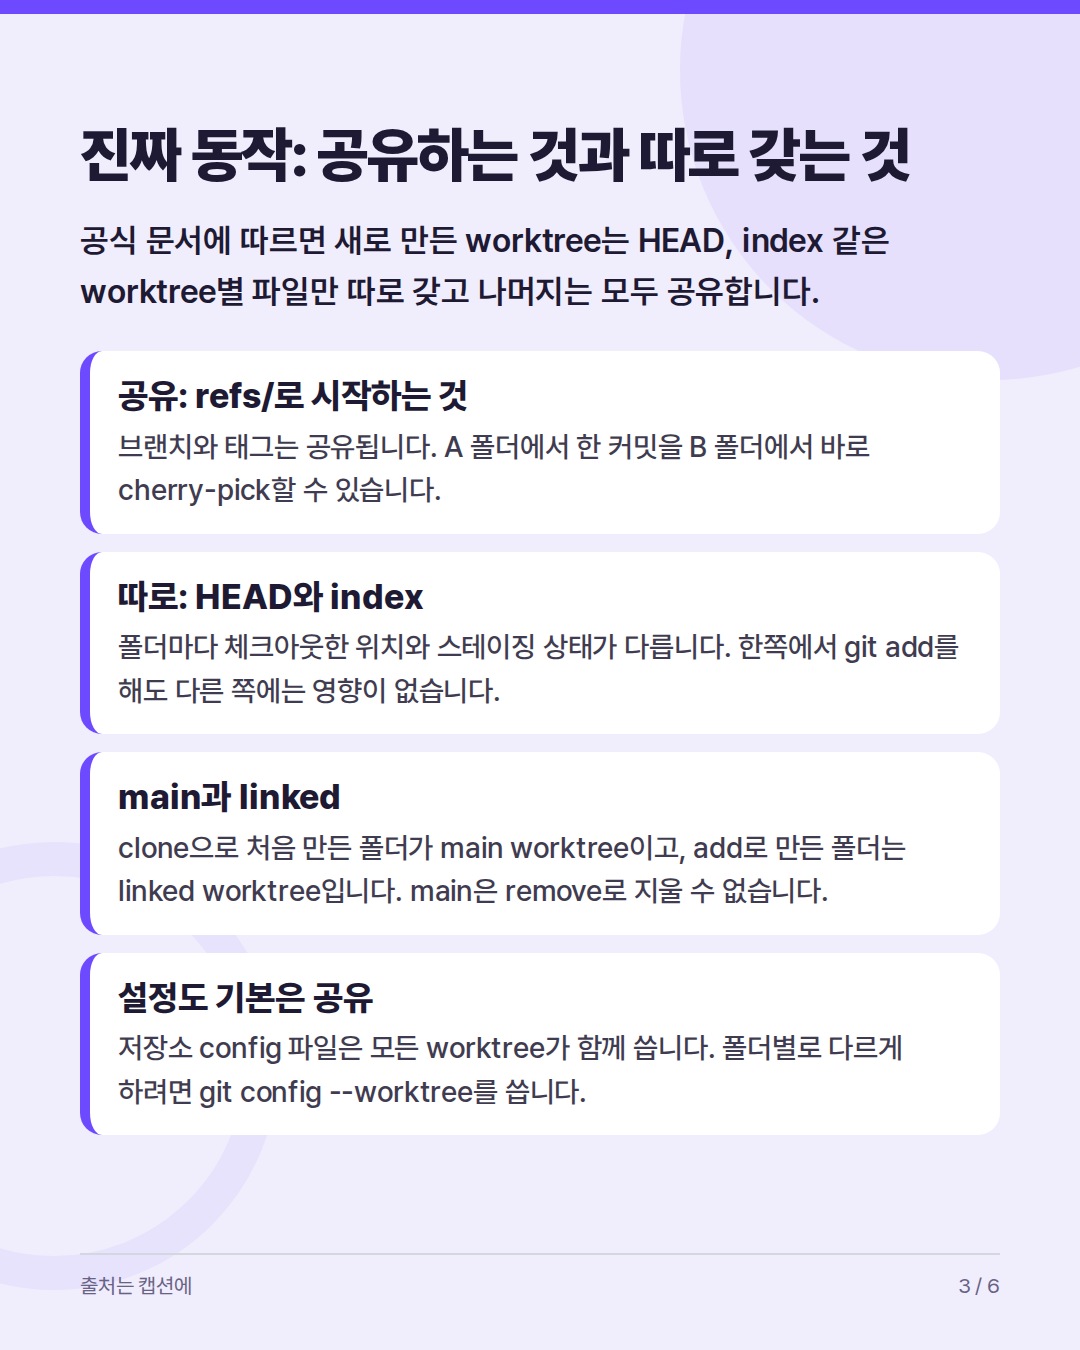 진짜 동작: 공유하는 것과 따로 갖는 것
공식 문서에 따르면 새로 만든 worktree는 HEAD, index 같은
worktree별 파일만 따로 갖고 나머지는 모두 공유합니다.
공유: refs/로 시작하는 것
브랜치와 태그는 공유됩니다. A 폴더에서 한 커밋을 B 폴더에서 바로
cherry-pick할 수 있습니다.
따로: HEAD와 index
폴더마다 체크아웃한 위치와 스테이징 상태가 다릅니다. 한쪽에서 git add를
해도 다른 쪽에는 영향이 없습니다.
main과 linked
clone으로 처음 만든 폴더가 main worktree이고, add로 만든 폴더는
linked worktree입니다. main은 remove로 지울 수 없습니다.
설정도 기본은 공유
저장소 config 파일은 모든 worktree가 함께 씁니다. 폴더별로 다르게
하려면 git config --worktree를 씁니다.
출처는 캡션에
3 / 6